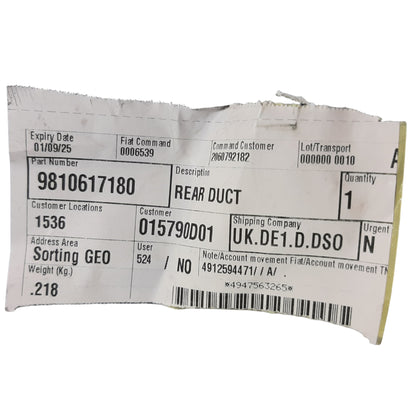 Expiry Date
01/09/25
Fiat Command
0006539
Command Customer
2060792182
Lot/Transport
000000 0010
A
Part Number
9810617180
Descriptin
REAR DUCT
Quantity
1
Customer Locations
1536
Customer
015790D01
Shipping Company
UK.DE1.D.DSO
Urgent
N
Address Area
Sorting GEO
User
524 / NO
Note/Account movement Fiat/Account movement TN
4912594471/ / A/
Weight (Kg.)
.218
*4947563265*